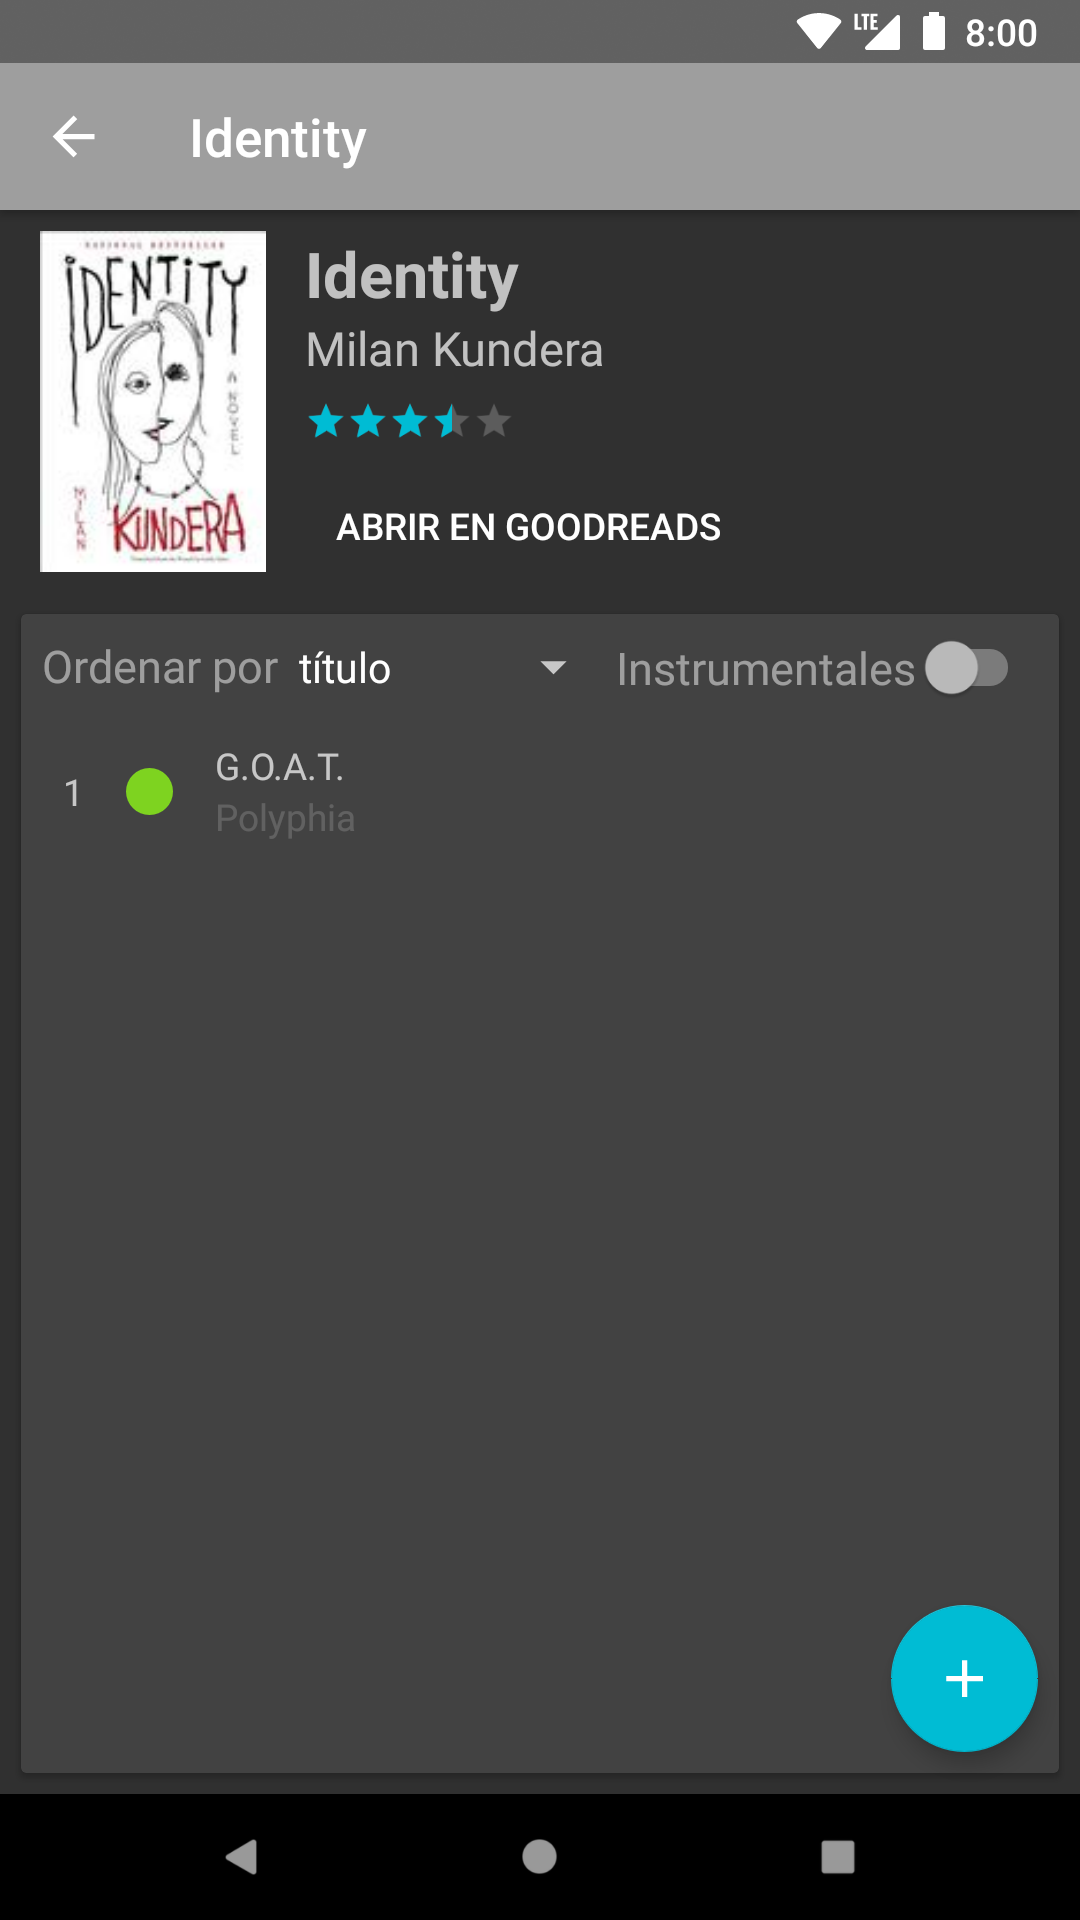 LTE 8:00
Identity
IDENTITY
A NOVEL
MILAN
KUNDERA
Identity
Milan Kundera
ABRIR EN GOODREADS
Ordenar por título Instrumentales
1
G.O.A.T.
Polyphia